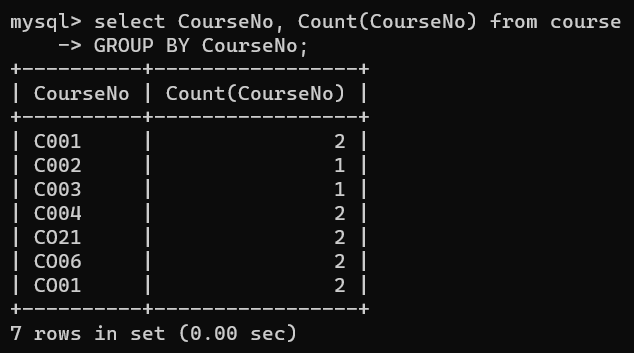 mysql> select CourseNo, Count(CourseNo) from course
    -> GROUP BY CourseNo;
+----------+-----------------+
| CourseNo | Count(CourseNo) |
+----------+-----------------+
| C001     |               2 |
| C002     |               1 |
| C003     |               1 |
| C004     |               2 |
| CO21     |               2 |
| CO06     |               2 |
| CO01     |               2 |
+----------+-----------------+
7 rows in set (0.00 sec)